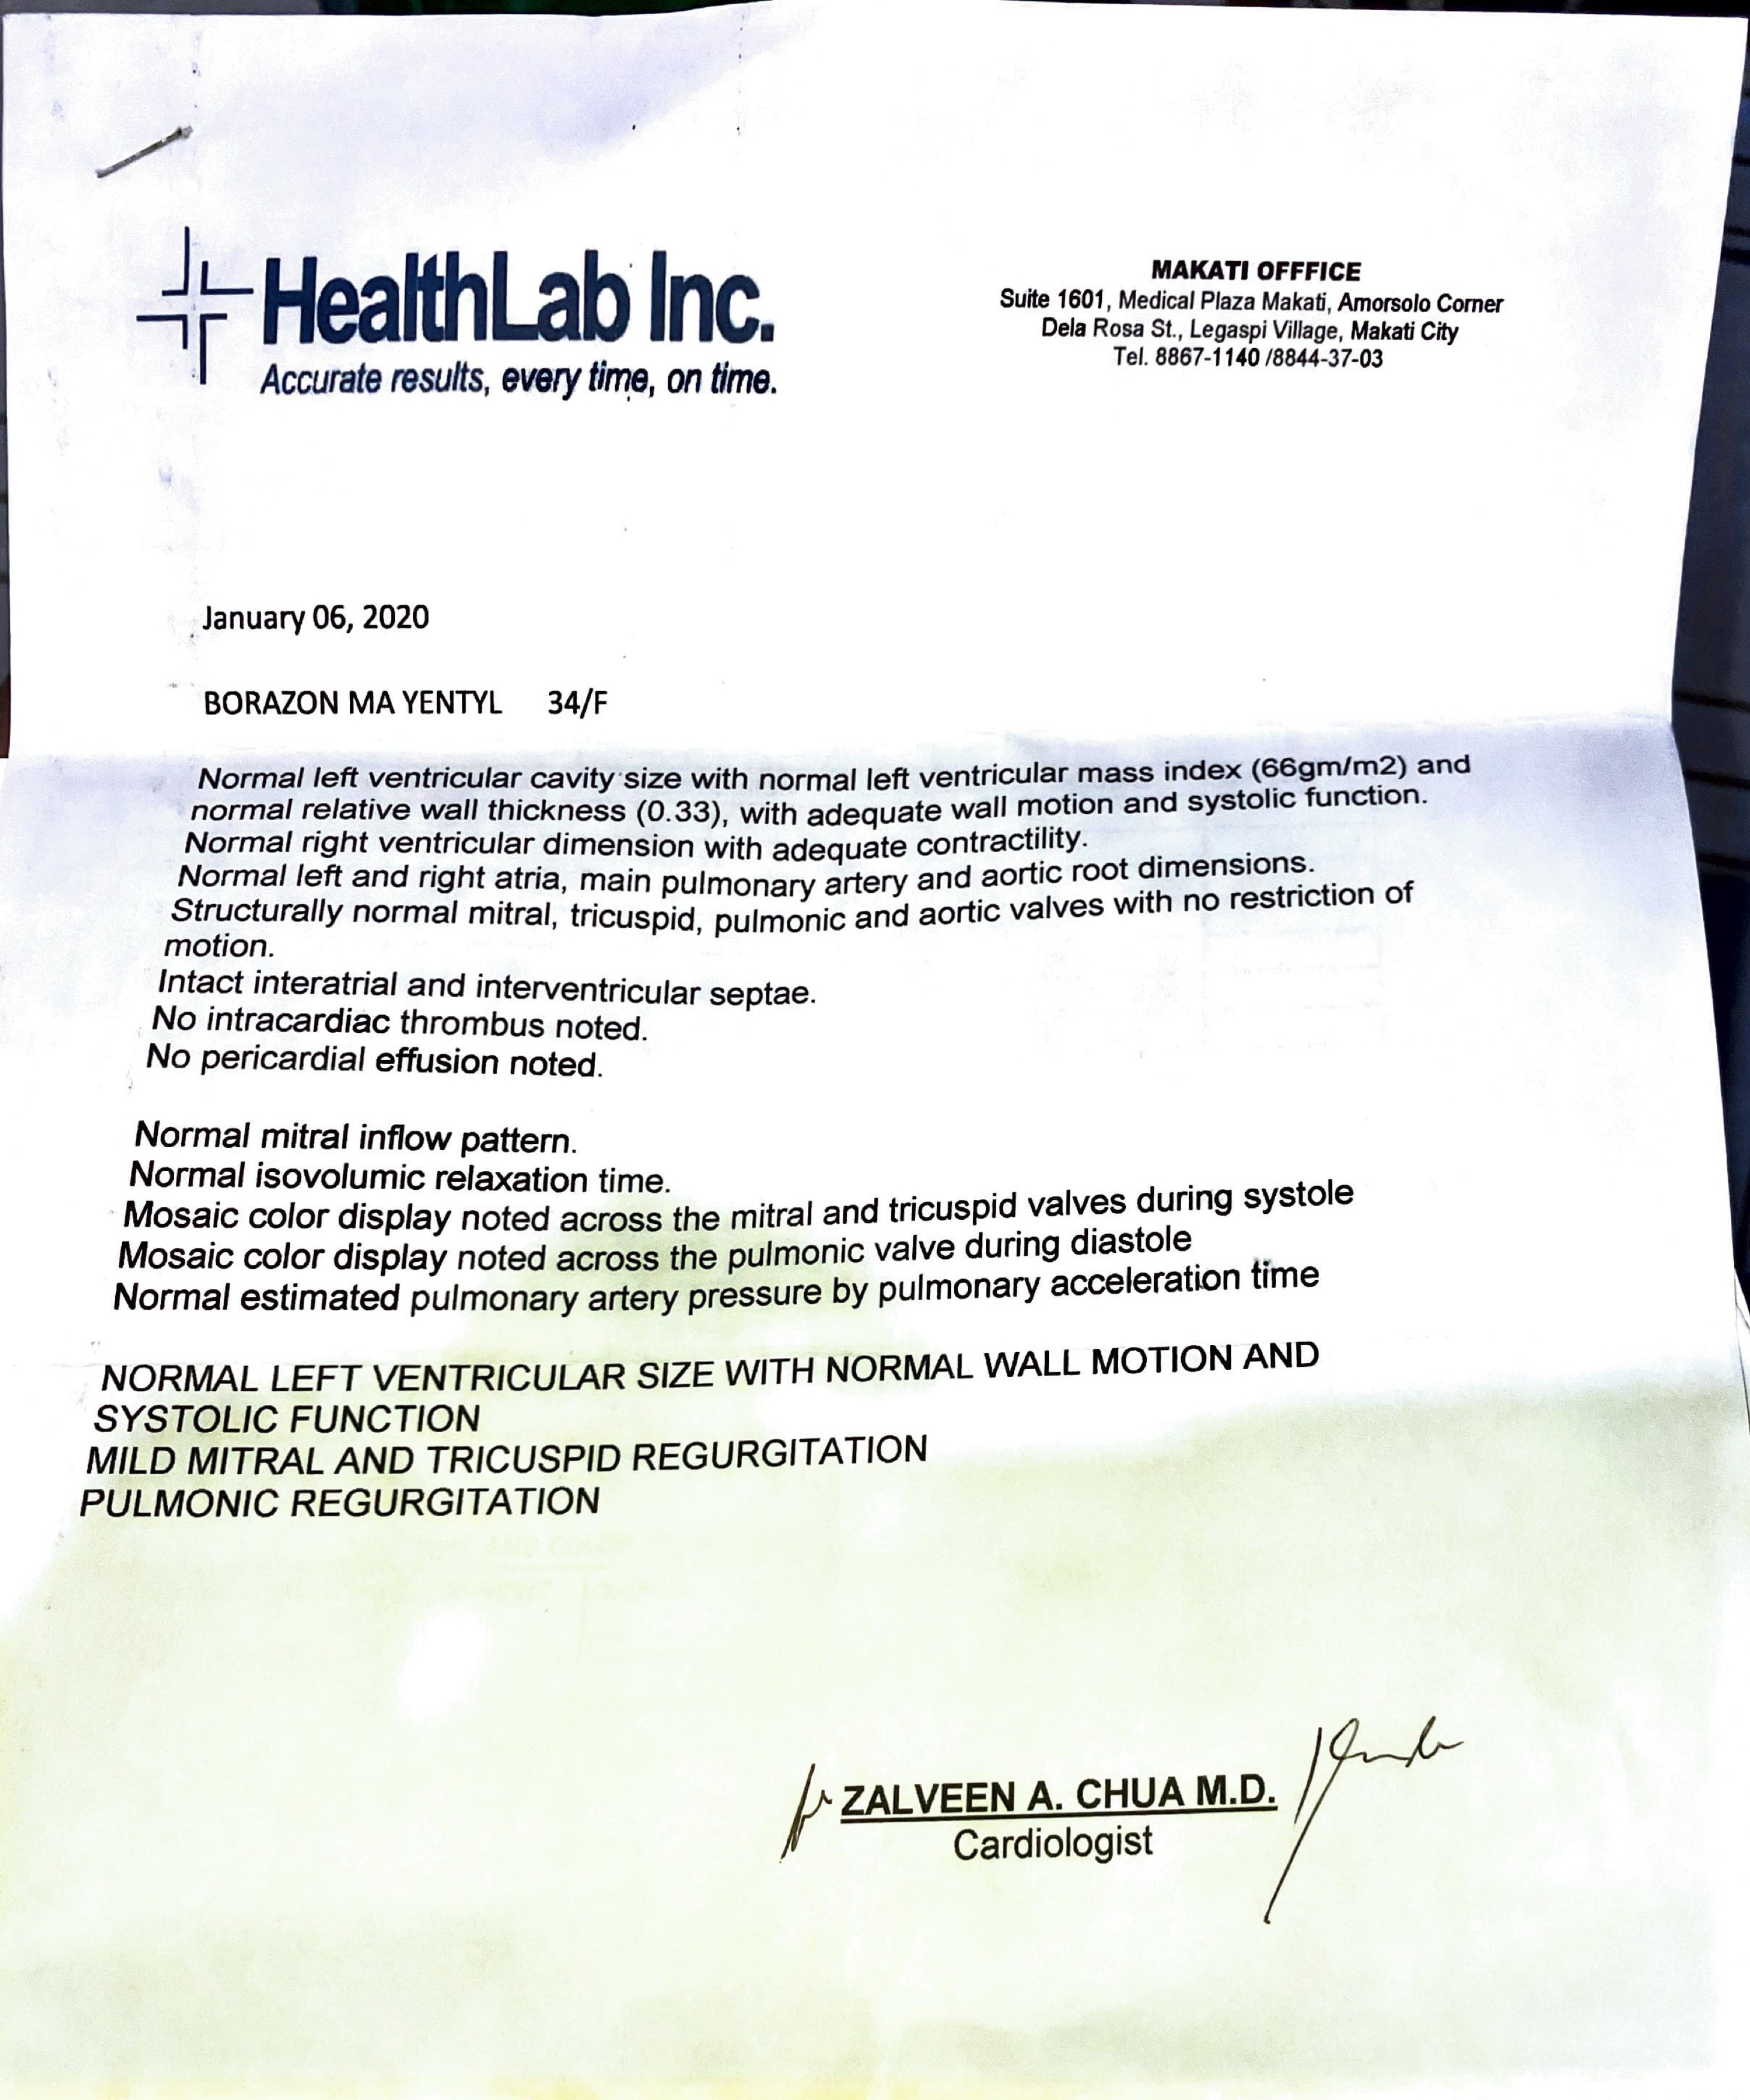 HealthLab Inc.
Accurate results, every time, on time.
MAKATI OFFFICE
Suite 1601, Medical Plaza Makati, Amorsolo Corner
Dela Rosa St., Legaspi Village, Makati City
Tel. 8867-1140 /8844-37-03
January 06, 2020
BORAZON MA YENTYL 34/F
Normal left ventricular cavity size with normal left ventricular mass index (66gm/m2) and
normal relative wall thickness (0.33), with adequate wall motion and systolic function.
Normal right ventricular dimension with adequate contractility.
Normal left and right atria, main pulmonary artery and aortic root dimensions.
Structurally normal mitral, tricuspid, pulmonic and aortic valves with no restriction of
motion.
Intact interatrial and interventricular septae.
No intracardiac thrombus noted.
No pericardial effusion noted.
Normal mitral inflow pattern.
Normal isovolumic relaxation time.
Mosaic color display noted across the mitral and tricuspid valves during systole
Mosaic color display noted across the pulmonic valve during diastole
Normal estimated pulmonary artery pressure by pulmonary acceleration time
NORMAL LEFT VENTRICULAR SIZE WITH NORMAL WALL MOTION AND
SYSTOLIC FUNCTION
MILD MITRAL AND TRICUSPID REGURGITATION
PULMONIC REGURGITATION
ZALVEEN A. CHUA M.D.
Cardiologist